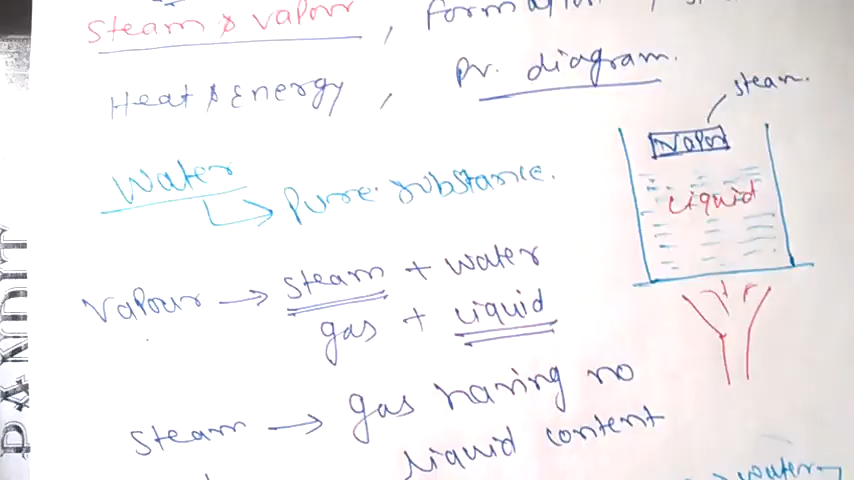 steam & vapour , formation ,
Heat & Energy , Pv. diagram.
steam.
Vapor
Liquid
Water
Pure substance.
Vapour → steam + water
gas + Liquid
steam → gas having no
Liquid content
water
PANDIT